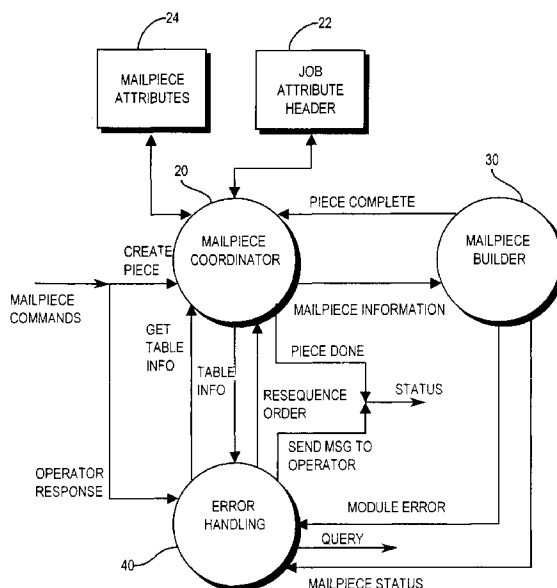 24
22
MAILPIECE
ATTRIBUTES
JOB
ATTRIBUTE
HEADER
20
30
PIECE COMPLETE
MAILPIECE
COORDINATOR
MAILPIECE
BUILDER
CREATE
PIECE
MAILPIECE
COMMANDS
MAILPIECE INFORMATION
GET
TABLE
INFO
TABLE
INFO
PIECE DONE
RESEQUENCE
ORDER
STATUS
SEND MSG TO
OPERATOR
OPERATOR
RESPONSE
ERROR
HANDLING
MODULE ERROR
QUERY
40
MAILPIECE STATUS